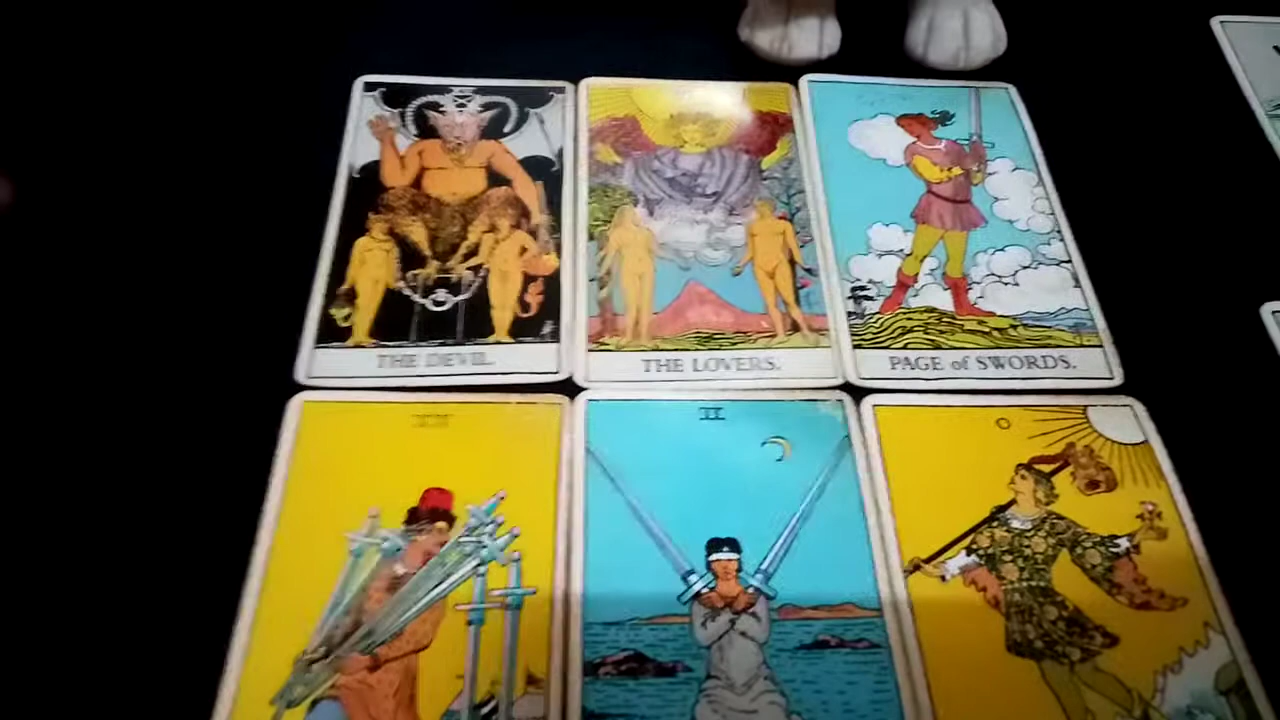 THE DEVIL.
THE LOVERS.
PAGE of SWORDS.
II